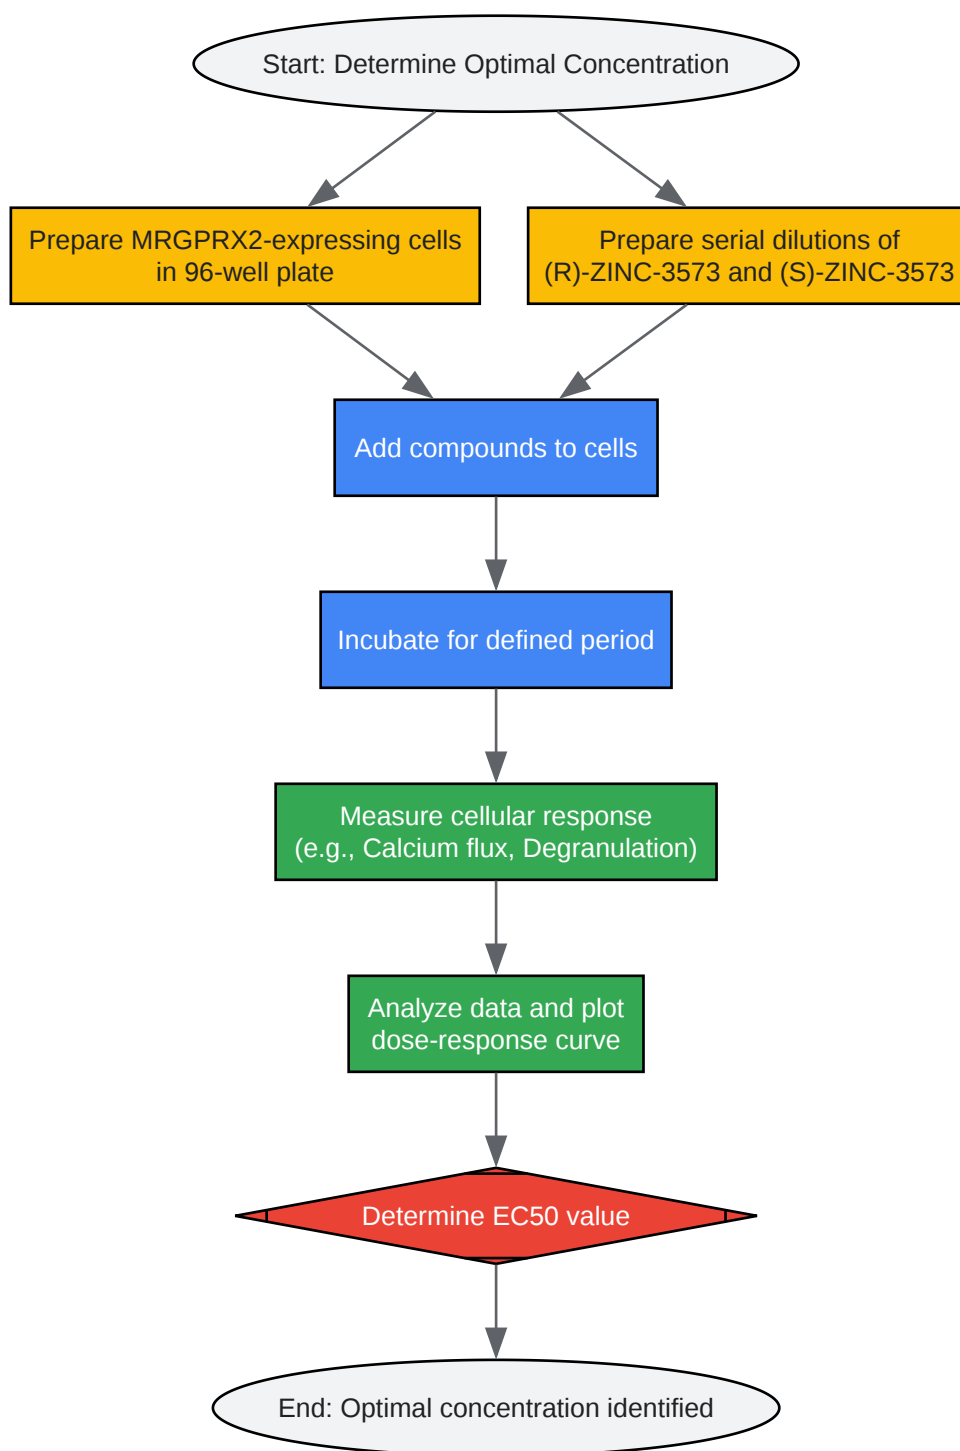 Start: Determine Optimal Concentration
Prepare MRGPRX2-expressing cells
in 96-well plate
Prepare serial dilutions of
(R)-ZINC-3573 and (S)-ZINC-3573
Add compounds to cells
Incubate for defined period
Measure cellular response
(e.g., Calcium flux, Degranulation)
Analyze data and plot
dose-response curve
Determine EC50 value
End: Optimal concentration identified